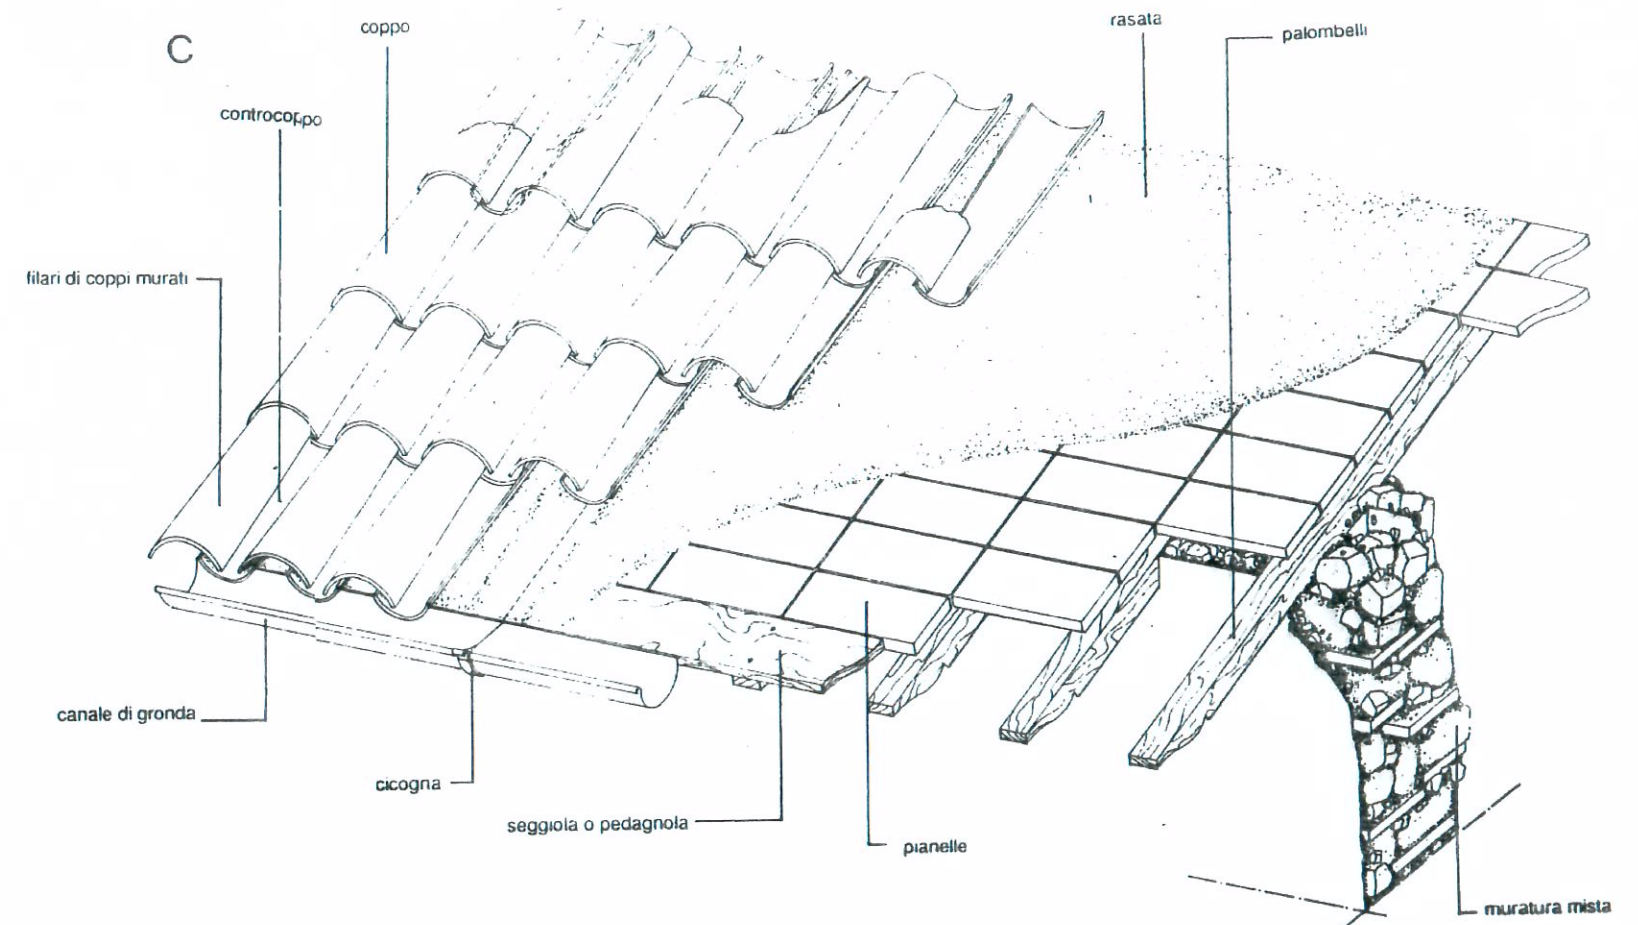 C
coppo
rasata
palombelli
controcoppo
filari di coppi murati
canale di gronda
cicogna
seggiola o pedagnola
pianelle
muratura mista